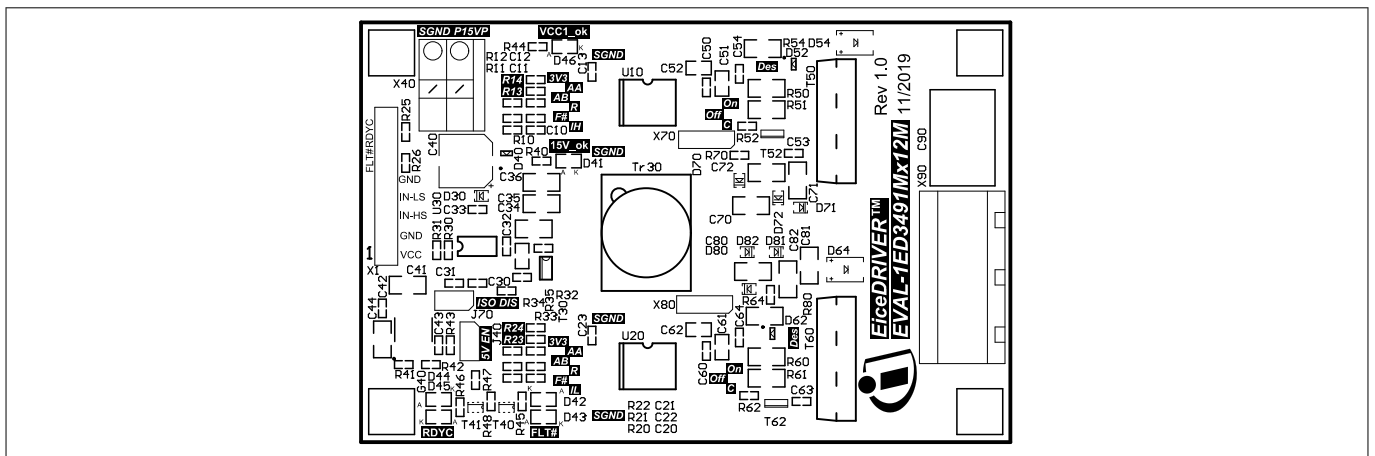 SGND P15VP
VCC1_ok
R44
R12 C12
R11 C11
D46
SGND
C13
X40
R14
R13
3V3
AA
AB
R
F#
IH
R10
C10
U10
C52
C50
C51
C54
R54 D54
D52
Des
R50
R51
T50
On
Off
C
R52
X70
R25
R26
C40
D40
R40
15V_ok
SGND
D41
FLT#RDYC
GND
IN-LS
IN-HS
GND
VCC
1
X1
U30
D30
C33
R31
R30
C32
C36
C35
C34
Tr30
D70
R70
C72
T52
C53
C71
D71
C70
D72
C80
D80
D82
D81
C82
C81
D64
C41
C42
C44
C31
C30
ISO DIS
R34
R35
R32
T30
R33
J70
J40
5V EN
C43
R43
R41
R42
G40
D44
D45
R46
R47
R24
R23
3V3
AA
AB
R
F#
IL
C23
SGND
U20
X80
C62
C60
C61
C64
R64
D62
R80
Des
R60
R61
T60
On
Off
C
R62
C63
T62
RDYC
T41
R48
T40
R45
D42
D43
FLT#
SGND
R22 C21
R21 C22
R20 C20
EiceDRIVER™
EVAL-1ED3491Mx12M
Rev 1.0
11/2019
C90
X90